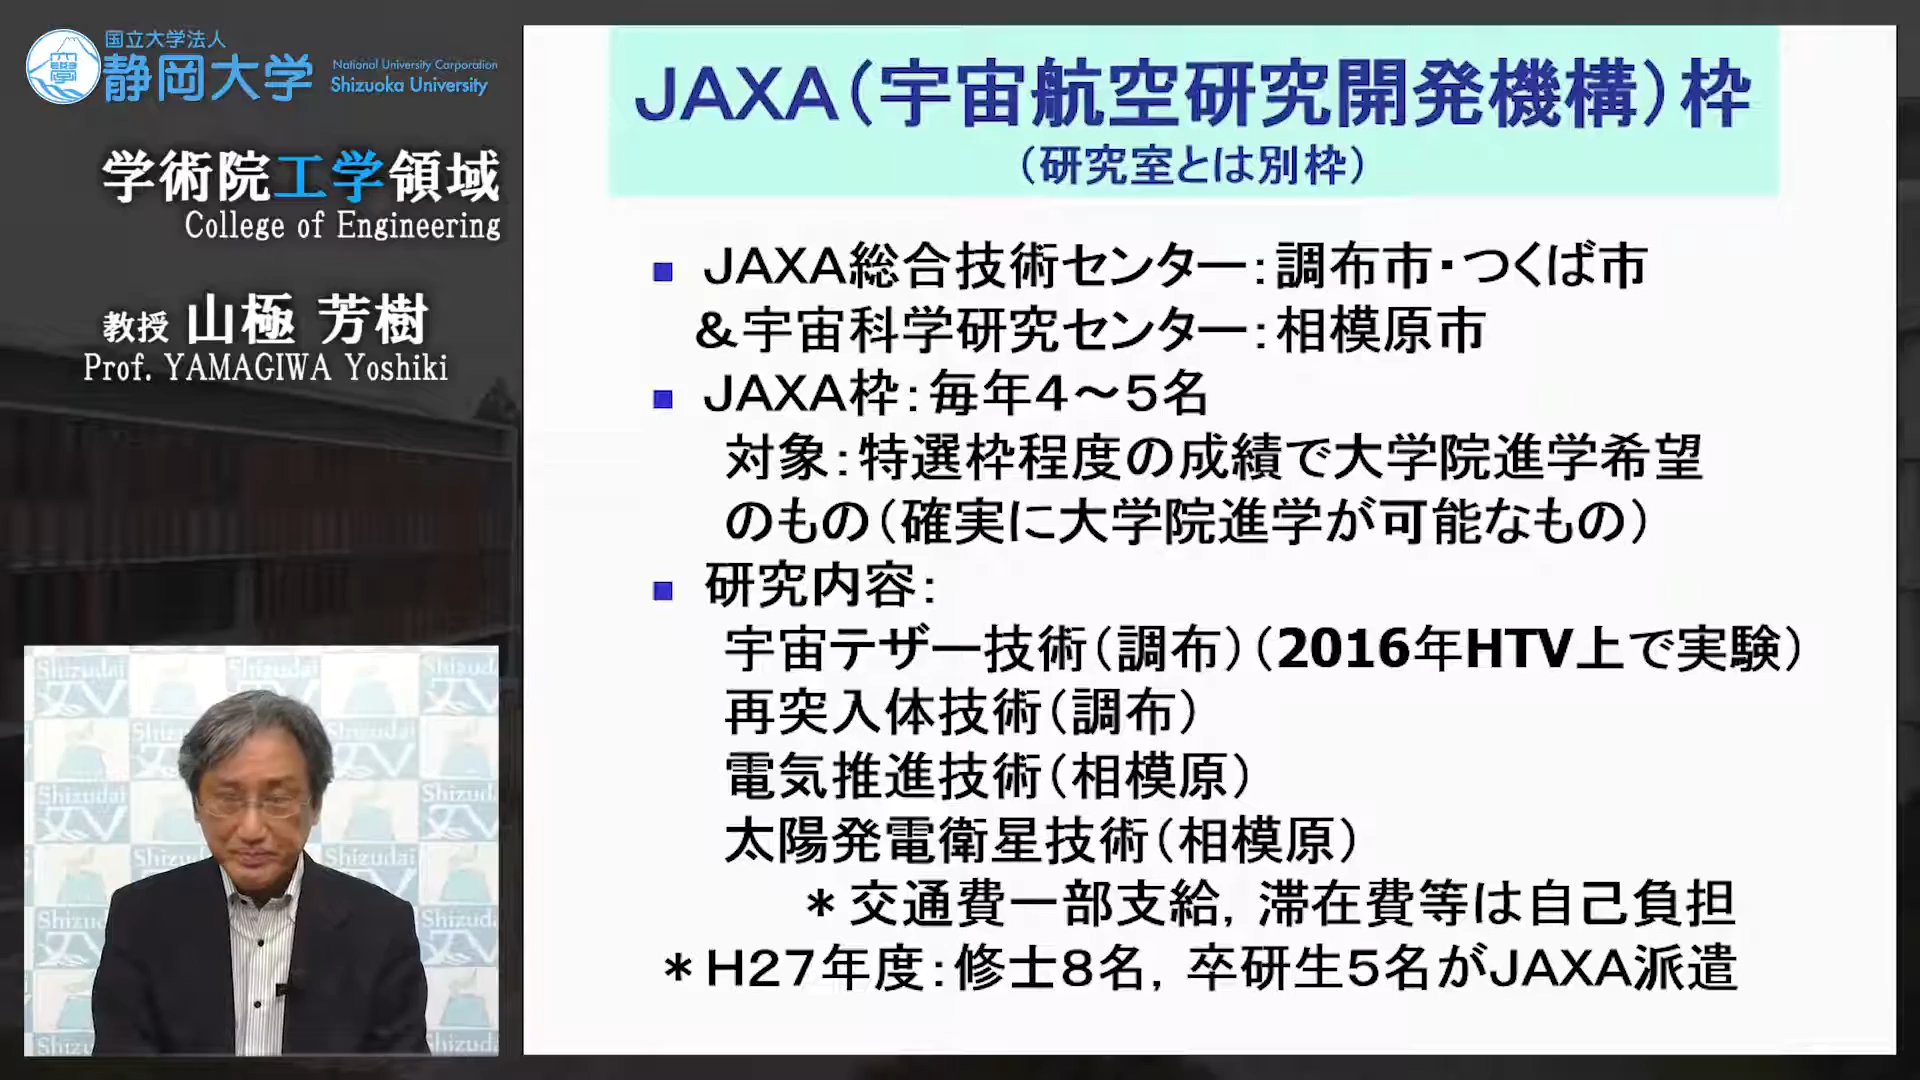 国立大学法人
静岡大学
National University Corporation
Shizuoka University
学術院工学領域
College of Engineering
教授 山極 芳樹
Prof. YAMAGIWA Yoshiki
JAXA（宇宙航空研究開発機構）枠
（研究室とは別枠）
■ JAXA総合技術センター：調布市・つくば市
＆宇宙科学研究センター：相模原市
■ JAXA枠：毎年４～５名
対象：特選枠程度の成績で大学院進学希望
のもの（確実に大学院進学が可能なもの）
■ 研究内容：
宇宙テザー技術（調布）（2016年HTV上で実験）
再突入体技術（調布）
電気推進技術（相模原）
太陽発電衛星技術（相模原）
＊交通費一部支給，滞在費等は自己負担
＊H27年度：修士８名，卒研生５名がJAXA派遣
Shizudai TV